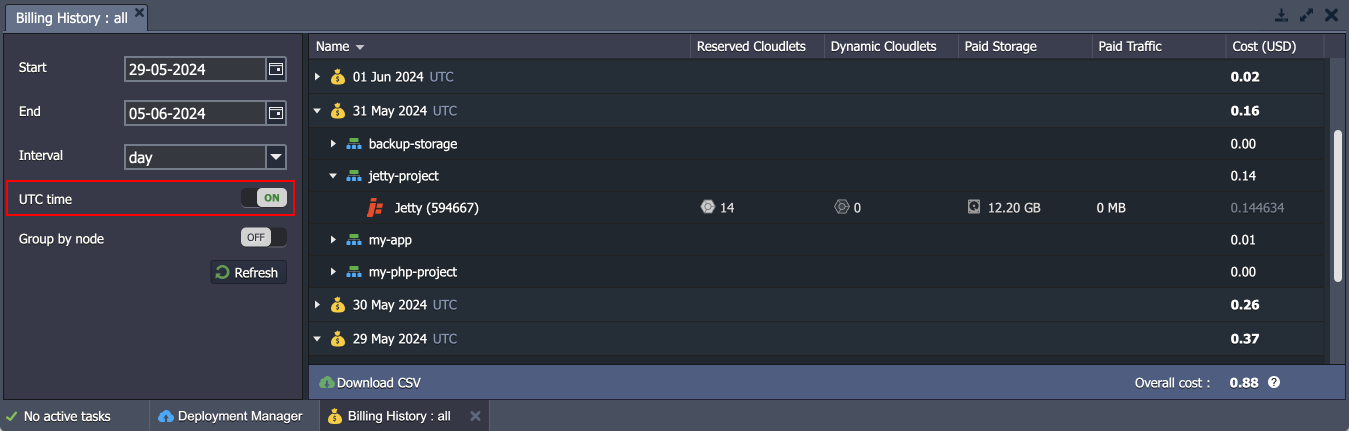 Billing History : all
Start
29-05-2024
End
05-06-2024
Interval
day
UTC time
ON
Group by node
OFF
Refresh
Name Reserved Cloudlets Dynamic Cloudlets Paid Storage Paid Traffic Cost (USD)
01 Jun 2024 UTC 0.02
31 May 2024 UTC 0.16
backup-storage 0.00
jetty-project 0.14
Jetty (594667) 14 0 12.20 GB 0 MB 0.144634
my-app 0.01
my-php-project 0.00
30 May 2024 UTC 0.26
29 May 2024 UTC 0.37
Download CSV Overall cost : 0.88 ?
No active tasks Deployment Manager Billing History : all